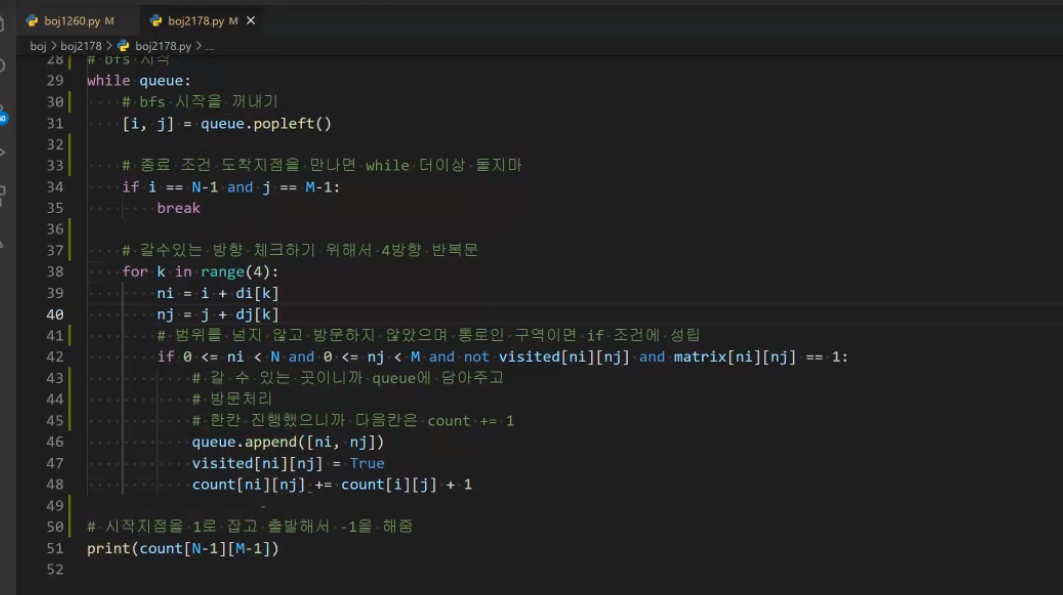 boj1260.py M
boj2178.py M ×
boj > boj2178 > boj2178.py > ...
28 # bfs 시작
29 while queue:
30 # bfs 시작을 꺼내기
31 [i, j] = queue.popleft()
32
33 # 종료 조건 도착지점을 만나면 while 더이상 돌지마
34 if i == N-1 and j == M-1:
35 break
36
37 # 갈수있는 방향 체크하기 위해서 4방향 반복문
38 for k in range(4):
39 ni = i + di[k]
40 nj = j + dj[k]
41 # 범위를 넘지 않고 방문하지 않았으며 통로인 구역이면 if 조건에 성립
42 if 0 <= ni < N and 0 <= nj < M and not visited[ni][nj] and matrix[ni][nj] == 1:
43 # 갈 수 있는 곳이니까 queue에 담아주고
44 # 방문처리
45 # 한칸 진행했으니까 다음칸은 count += 1
46 queue.append([ni, nj])
47 visited[ni][nj] = True
48 count[ni][nj] += count[i][j] + 1
49
50 # 시작지점을 1로 잡고 출발해서 -1을 해줌
51 print(count[N-1][M-1])
52